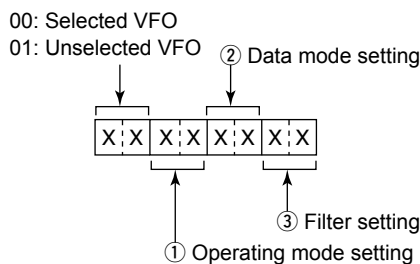 00: Selected VFO
01: Unselected VFO
② Data mode setting
X X X X X X X X
③ Filter setting
① Operating mode setting